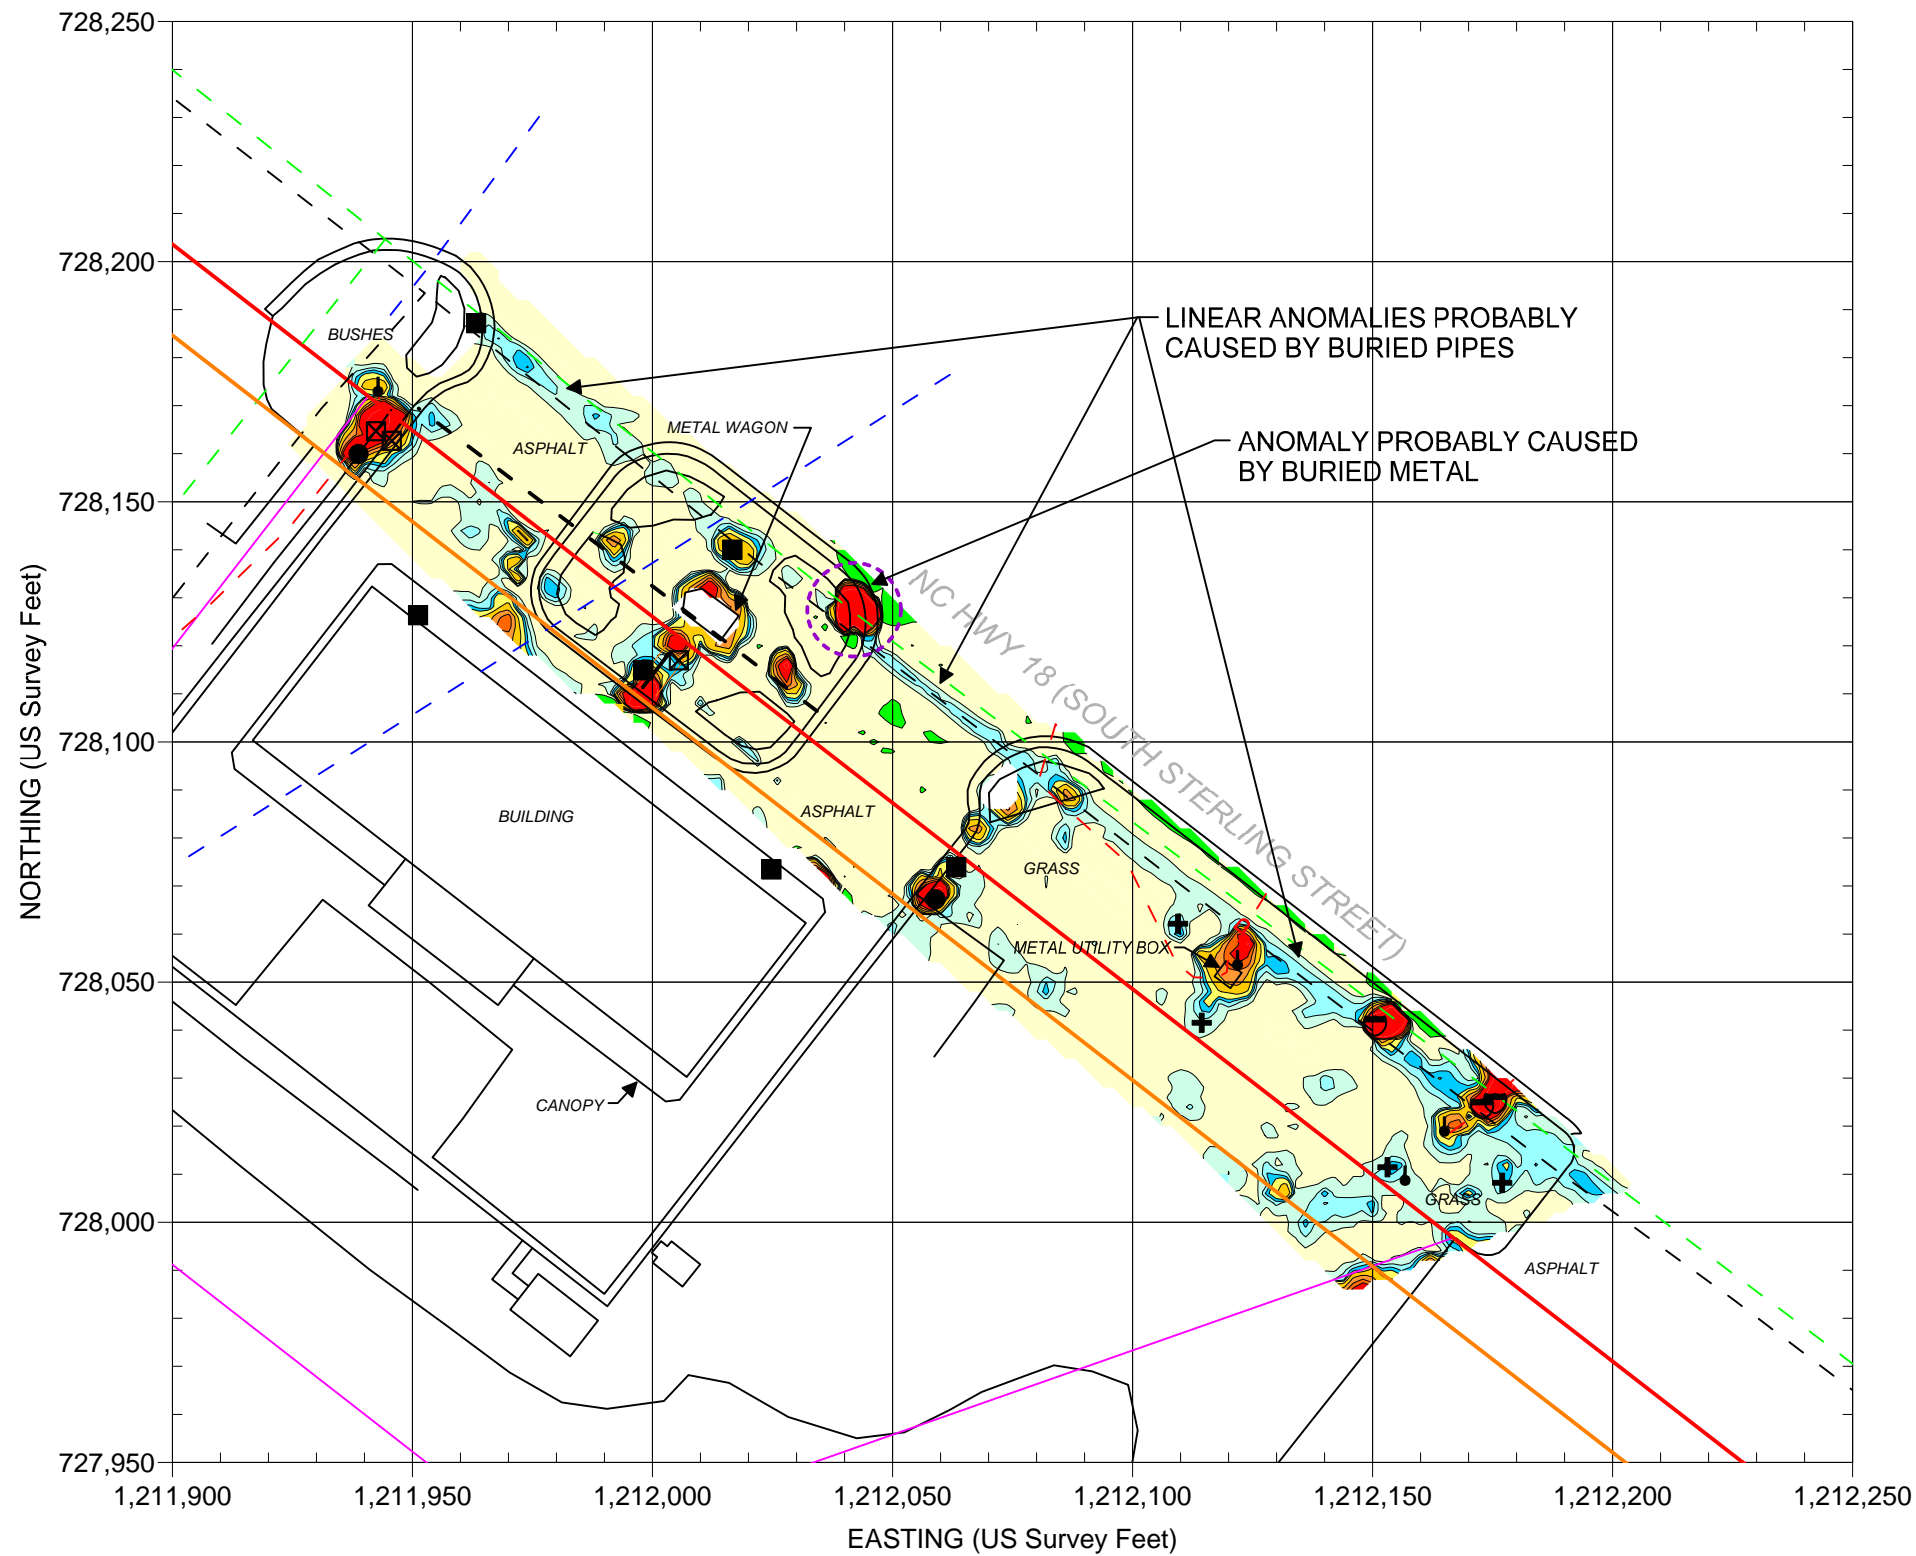 728,250
728,200
728,150
728,100
728,050
728,000
727,950
NORTHING (US Survey Feet)
BUSHES
ASPHALT
METAL WAGON
LINEAR ANOMALIES PROBABLY
CAUSED BY BURIED PIPES
ANOMALY PROBABLY CAUSED
BY BURIED METAL
NC HWY 18 (SOUTH STERLING STREET)
BUILDING
ASPHALT
GRASS
METAL UTILITY BOX
CANOPY
GRASS
ASPHALT
1,211,900
1,211,950
1,212,000
1,212,050
1,212,100
1,212,150
1,212,200
1,212,250
EASTING (US Survey Feet)